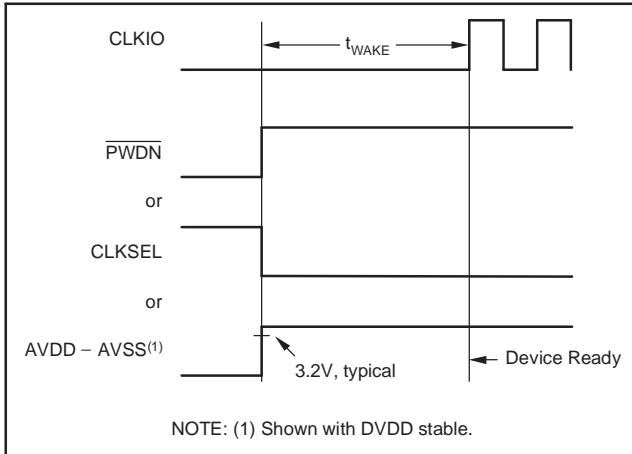 CLKIO
tWAKE
PWDN
or
CLKSEL
or
AVDD – AVSS(1)
3.2V, typical
Device Ready
NOTE: (1) Shown with DVDD stable.